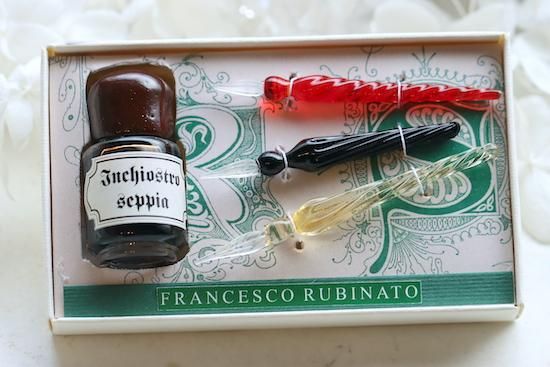 Inchiostro
seppia
FRANCESCO RUBINATO